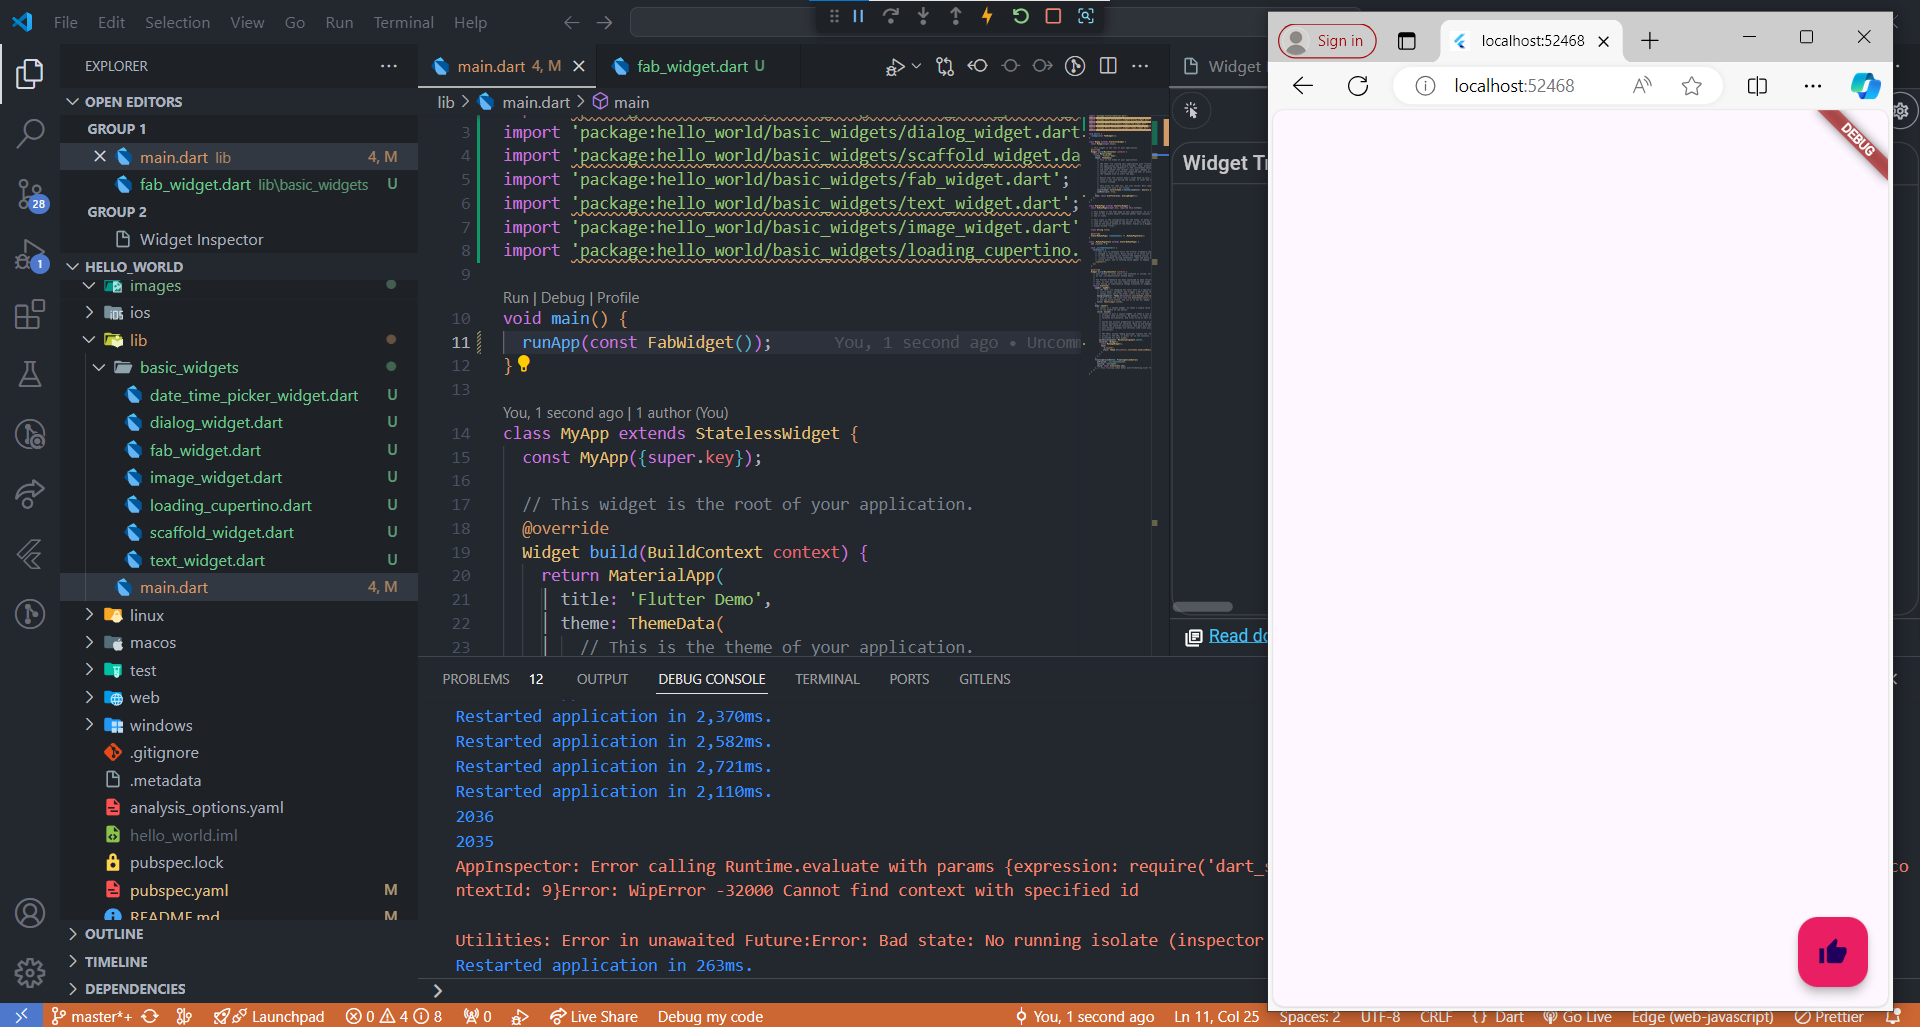 File Edit Selection View Go Run Terminal Help
EXPLORER
OPEN EDITORS
GROUP 1
main.dart lib 4, M
fab_widget.dart lib\basic_widgets U
GROUP 2
Widget Inspector
HELLO_WORLD
images
ios
lib
basic_widgets
date_time_picker_widget.dart U
dialog_widget.dart U
fab_widget.dart U
image_widget.dart U
loading_cupertino.dart U
scaffold_widget.dart U
text_widget.dart U
main.dart 4, M
linux
macos
test
web
windows
.gitignore
.metadata
analysis_options.yaml
hello_world.iml
pubspec.lock
pubspec.yaml M
README.md M
OUTLINE
TIMELINE
DEPENDENCIES
28
1
main.dart 4, M
fab_widget.dart U
lib > main.dart > main
3 import 'package:hello_world/basic_widgets/dialog_widget.dart
4 import 'package:hello_world/basic_widgets/scaffold_widget.da
5 import 'package:hello_world/basic_widgets/fab_widget.dart';
6 import 'package:hello_world/basic_widgets/text_widget.dart';
7 import 'package:hello_world/basic_widgets/image_widget.dart'
8 import 'package:hello_world/basic_widgets/loading_cupertino.
9
Run | Debug | Profile
10 void main() {
11 runApp(const FabWidget()); You, 1 second ago • Uncomm
12 }
13
You, 1 second ago | 1 author (You)
14 class MyApp extends StatelessWidget {
15 const MyApp({super.key});
16
17 // This widget is the root of your application.
18 @override
19 Widget build(BuildContext context) {
20 return MaterialApp(
21 title: 'Flutter Demo',
22 theme: ThemeData(
23 // This is the theme of your application.
Widget
Widget Tr
Read do
PROBLEMS 12 OUTPUT DEBUG CONSOLE TERMINAL PORTS GITLENS
Restarted application in 2,370ms.
Restarted application in 2,582ms.
Restarted application in 2,721ms.
Restarted application in 2,110ms.
2036
2035
AppInspector: Error calling Runtime.evaluate with params {expression: require('dart_s co
ntextId: 9}Error: WipError -32000 Cannot find context with specified id
Utilities: Error in unawaited Future:Error: Bad state: No running isolate (inspector
Restarted application in 263ms.
Sign in
localhost:52468
localhost:52468
DEBUG
master*+ Launchpad 0 4 8 0 Live Share Debug my code You, 1 second ago Ln 11, Col 25 Spaces: 2 UTF-8 CRLF {} Dart Go Live Edge (web-javascript) Prettier